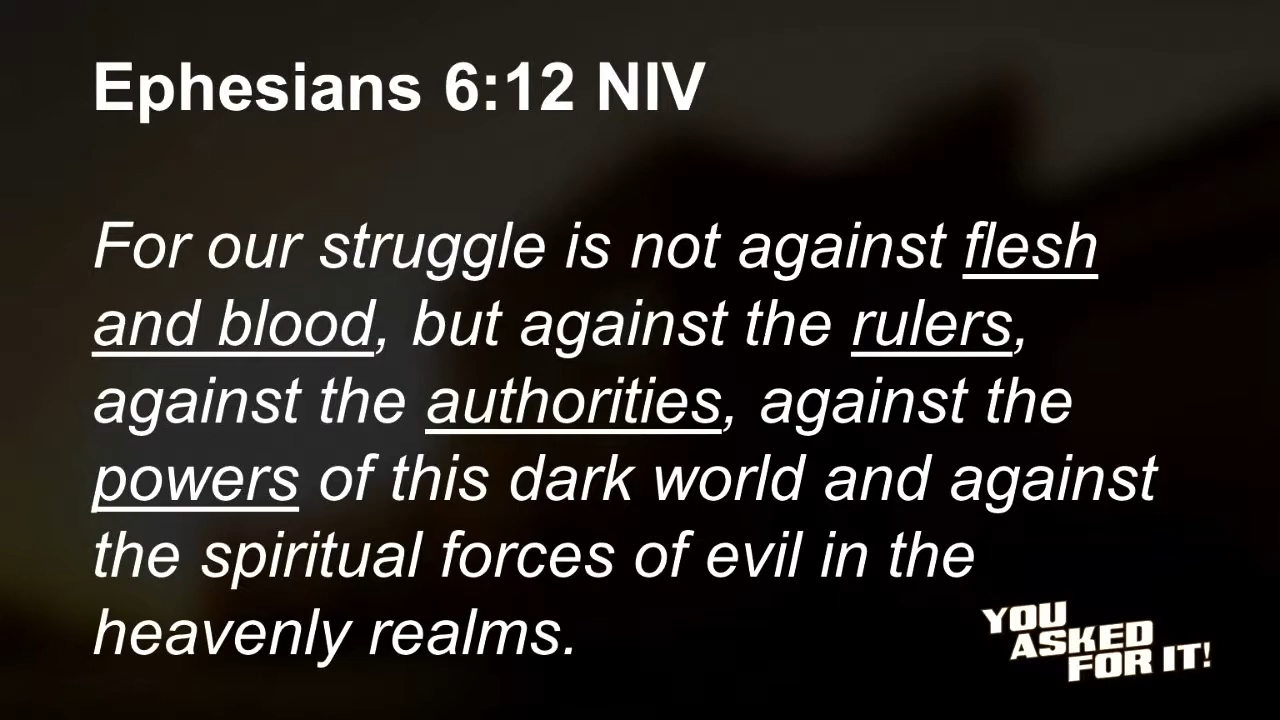 Ephesians 6:12 NIV
For our struggle is not against flesh
and blood, but against the rulers,
against the authorities, against the
powers of this dark world and against
the spiritual forces of evil in the
heavenly realms.
YOU
ASKED
FOR IT!